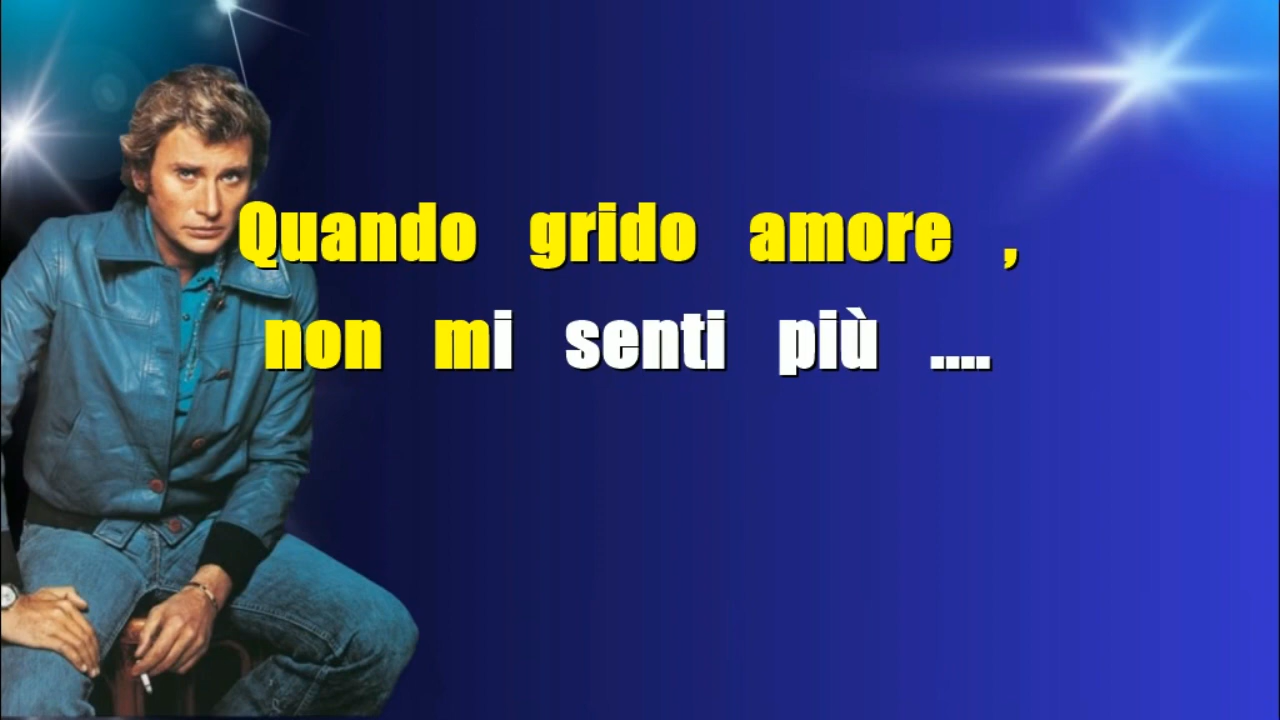 Quando grido amore ,
non mi senti più ....